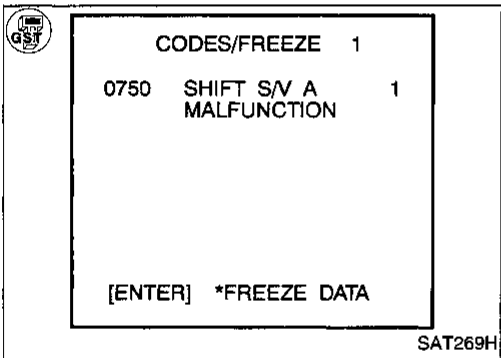 GST
CODES/FREEZE 1
0750 SHIFT S/V A 1
MALFUNCTION
[ENTER] *FREEZE DATA
SAT269H